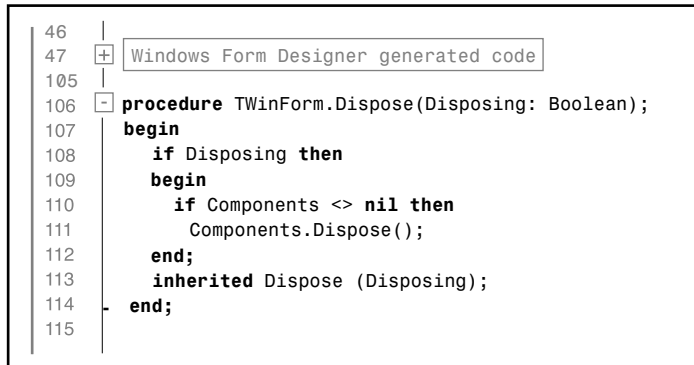 46
47 + Windows Form Designer generated code
105
106 - procedure TWinForm.Dispose(Disposing: Boolean);
107 begin
108 if Disposing then
109 begin
110 if Components <> nil then
111 Components.Dispose();
112 end;
113 inherited Dispose (Disposing);
114 end;
115